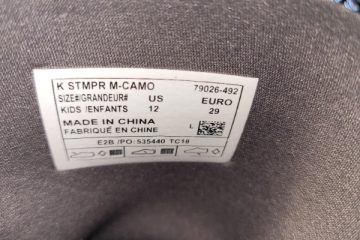 K STMPR M-CAMO 79026-492
SIZE#/GRANDEUR# US EURO
KIDS /ENFANTS 12 29
MADE IN CHINA
FABRIQUÉ EN CHINE L
E2B /PO: 535440 TC18